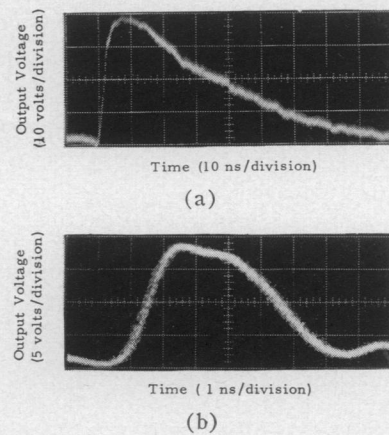 Output Voltage
(10 volts/division)
Time (10 ns/division)
(a)
Output Voltage
(5 volts/division)
Time ( 1 ns/division)
(b)